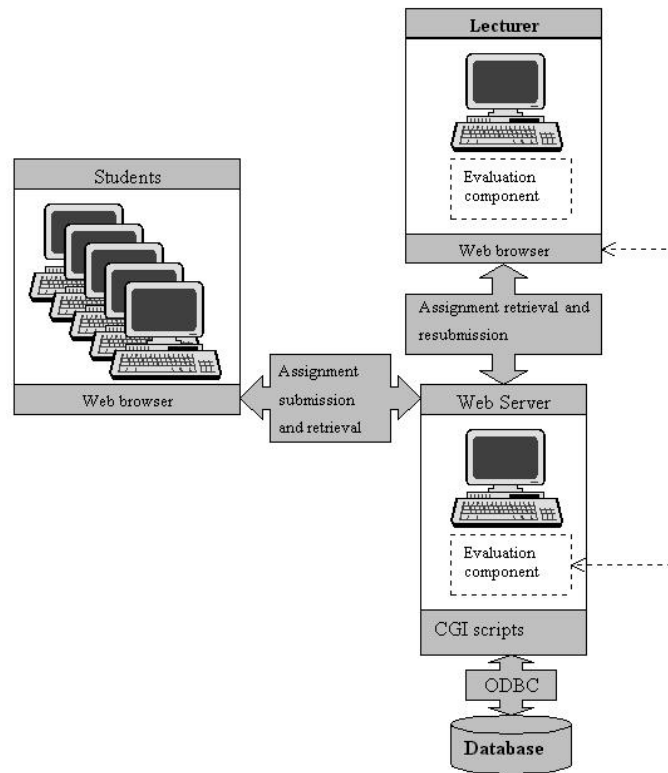 Lecturer
Evaluation
component
Web browser
Students
Web browser
Assignment retrieval and
resubmission
Assignment
submission
and retrieval
Web Server
Evaluation
component
CGI scripts
ODBC
Database